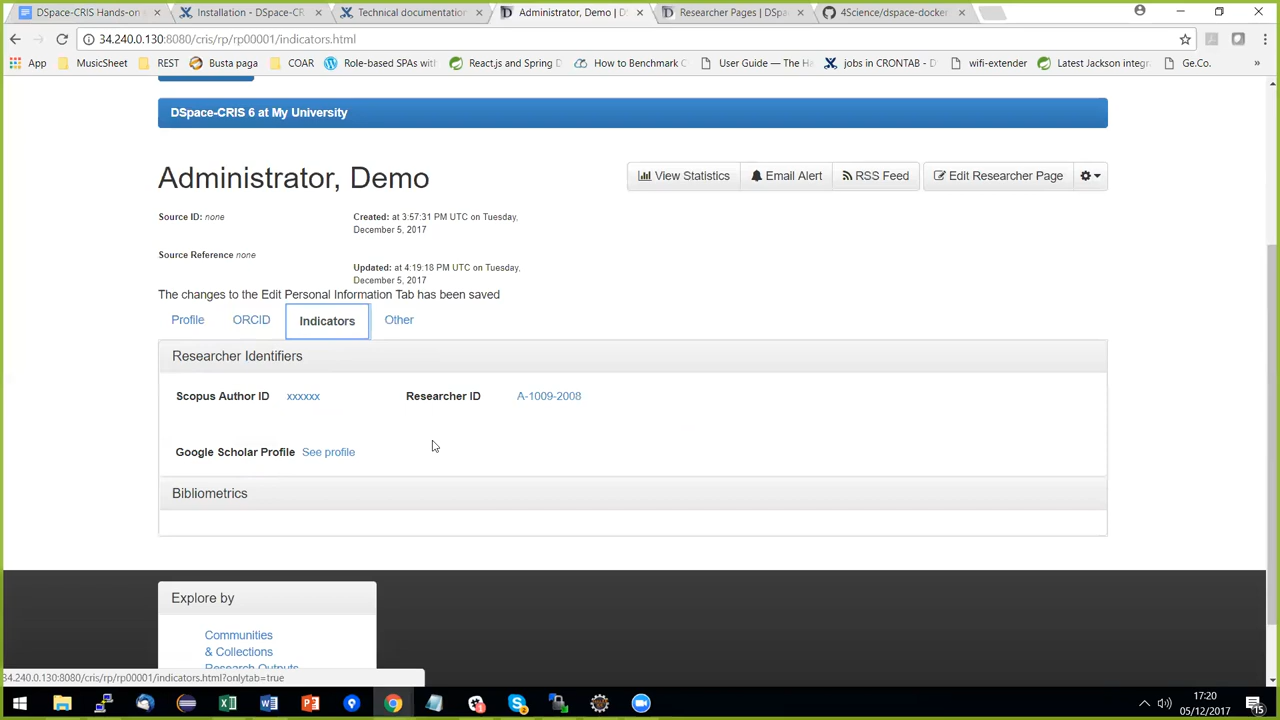 DSpace-CRIS Hands-on
Installation - DSpace-CR
Technical documentation
Administrator, Demo | D
Researcher Pages | DSpa
4Science/dspace-docker
34.240.0.130:8080/cris/rp/rp00001/indicators.html
App
MusicSheet
REST
Busta paga
COAR
Role-based SPAs wit
React.js and Spring D
How to Benchmark C
User Guide — The H
jobs in CRONTAB - D
wifi-extender
Latest Jackson integr
Ge.Co.
»
DSpace-CRIS 6 at My University
Administrator, Demo
View Statistics
Email Alert
RSS Feed
Edit Researcher Page
Source ID: none
Created: at 3:57:31 PM UTC on Tuesday,
December 5, 2017
Source Reference none
Updated: at 4:19:18 PM UTC on Tuesday,
December 5, 2017
The changes to the Edit Personal Information Tab has been saved
Profile
ORCID
Indicators
Other
Researcher Identifiers
Scopus Author ID xxxxxx
Researcher ID A-1009-2008
Google Scholar Profile See profile
Bibliometrics
Explore by
Communities
& Collections
Research Outputs
34.240.0.130:8080/cris/rp/rp00001/indicators.html?onlytab=true
17:20
05/12/2017
15